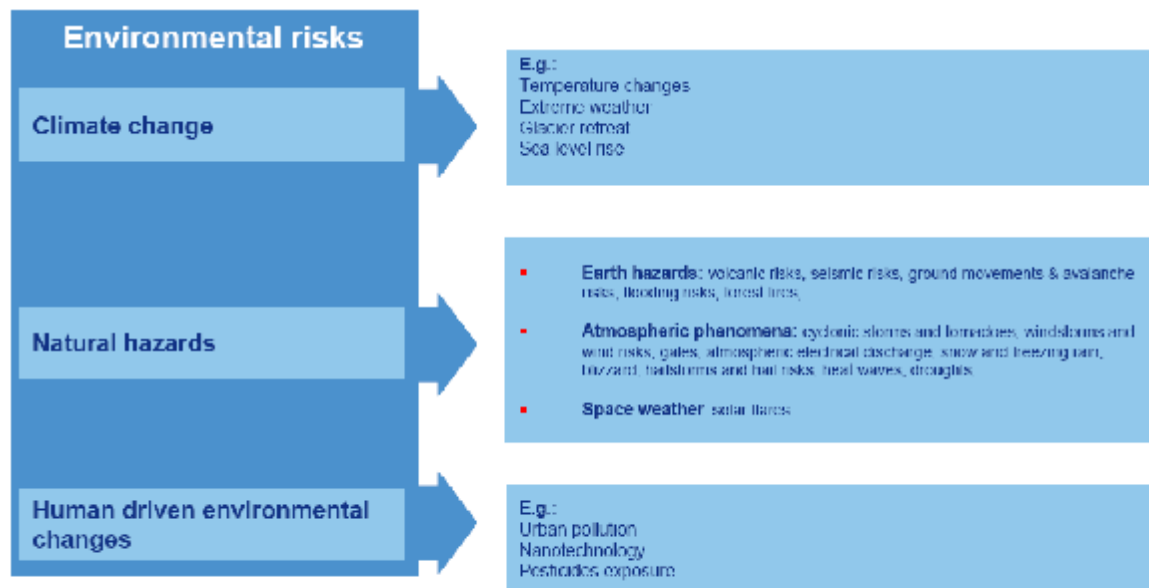 Environmental risks
Climate change
E.g.:
Temperature changes
Extreme weather
Glacier retreat
Sea level rise
Natural hazards
Earth hazards: volcanic risks, seismic risks, ground movements & avalanche
risks, flooding risks, forest fires,
Atmospheric phenomena: cyclonic storms and tornadoes, windstorms and
wind risks, gales, atmospheric electrical discharge, snow and freezing rain,
blizzard, hailstorms and hail risks, heat waves, droughts,
Space weather: solar flares
Human driven environmental
changes
E.g.:
Urban pollution
Nanotechnology
Pesticides exposure